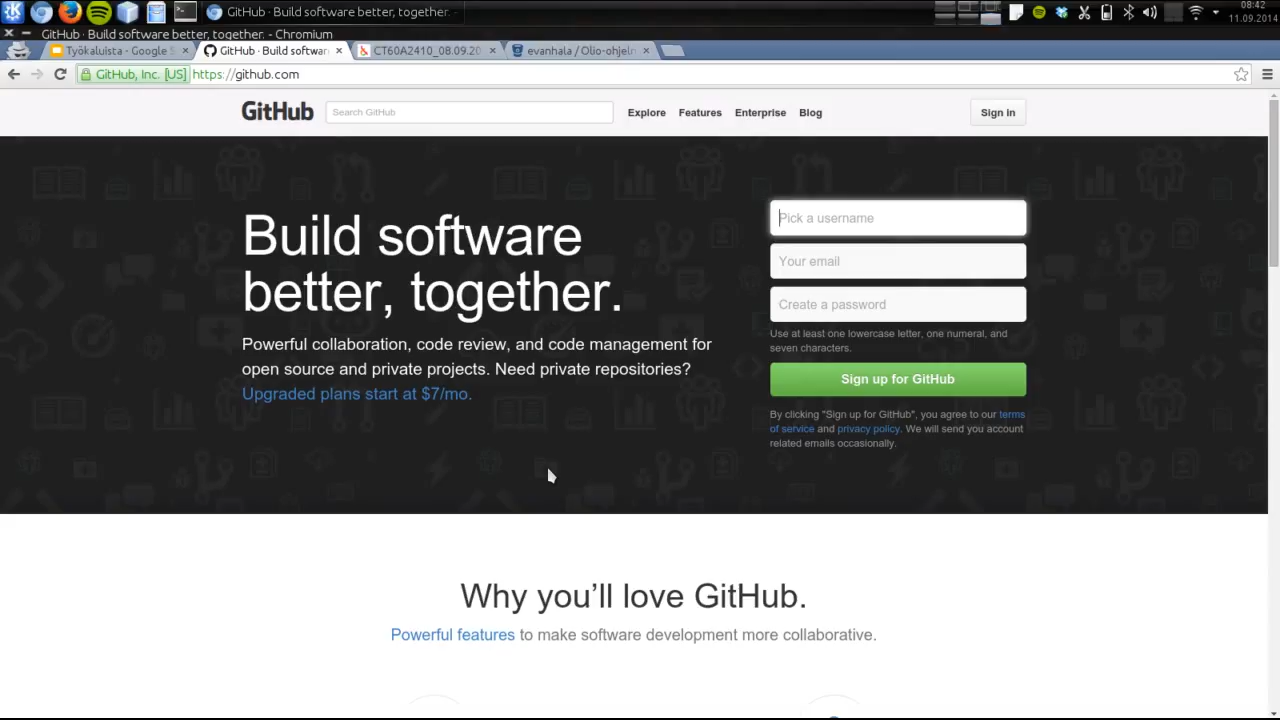 GitHub · Build software better, together. -
08:42
11.09.2014
GitHub · Build software better, together. - Chromium
Työkaluista - Google S
GitHub · Build softwar
CT60A2410_08.09.20
evanhala / Olio-ohjeln
GitHub, Inc. [US] https://github.com
GitHub
Search GitHub
Explore
Features
Enterprise
Blog
Sign in
Build software
better, together.
Powerful collaboration, code review, and code management for
open source and private projects. Need private repositories?
Upgraded plans start at $7/mo.
Pick a username
Your email
Create a password
Use at least one lowercase letter, one numeral, and
seven characters.
Sign up for GitHub
By clicking "Sign up for GitHub", you agree to our terms
of service and privacy policy. We will send you account
related emails occasionally.
Why you'll love GitHub.
Powerful features to make software development more collaborative.